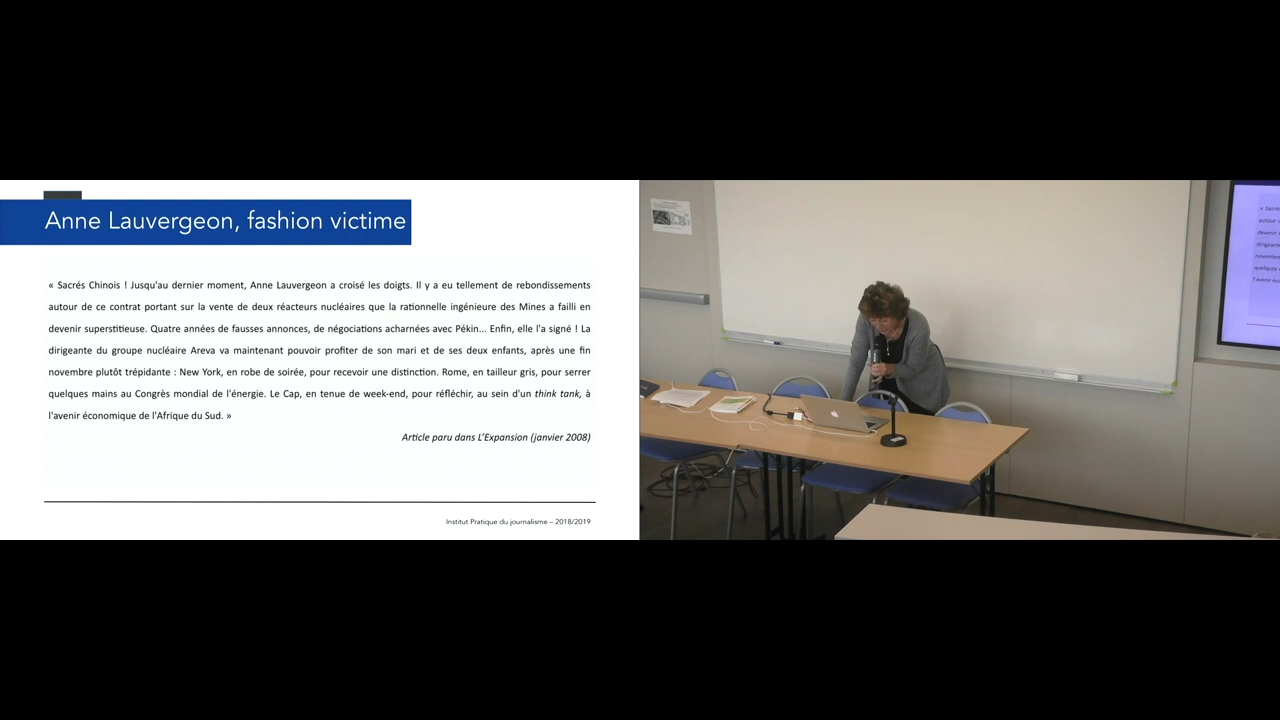 Anne Lauvergeon, fashion victime
« Sacrés Chinois ! Jusqu'au dernier moment, Anne Lauvergeon a croisé les doigts. Il y a eu tellement de rebondissements
autour de ce contrat portant sur la vente de deux réacteurs nucléaires que la rationnelle ingénieure des Mines a failli en
devenir superstitieuse. Quatre années de fausses annonces, de négociations acharnées avec Pékin... Enfin, elle l'a signé ! La
dirigeante du groupe nucléaire Areva va maintenant pouvoir profiter de son mari et de ses deux enfants, après une fin
novembre plutôt trépidante : New York, en robe de soirée, pour recevoir une distinction. Rome, en tailleur gris, pour serrer
quelques mains au Congrès mondial de l'énergie. Le Cap, en tenue de week-end, pour réfléchir, au sein d'un think tank, à
l'avenir économique de l'Afrique du Sud. »
Article paru dans L'Expansion (janvier 2008)
Institut Pratique du journalisme – 2018/2019
« Sacrés
autour
devenir
dirigeante
novembre
quelques
l'avenir